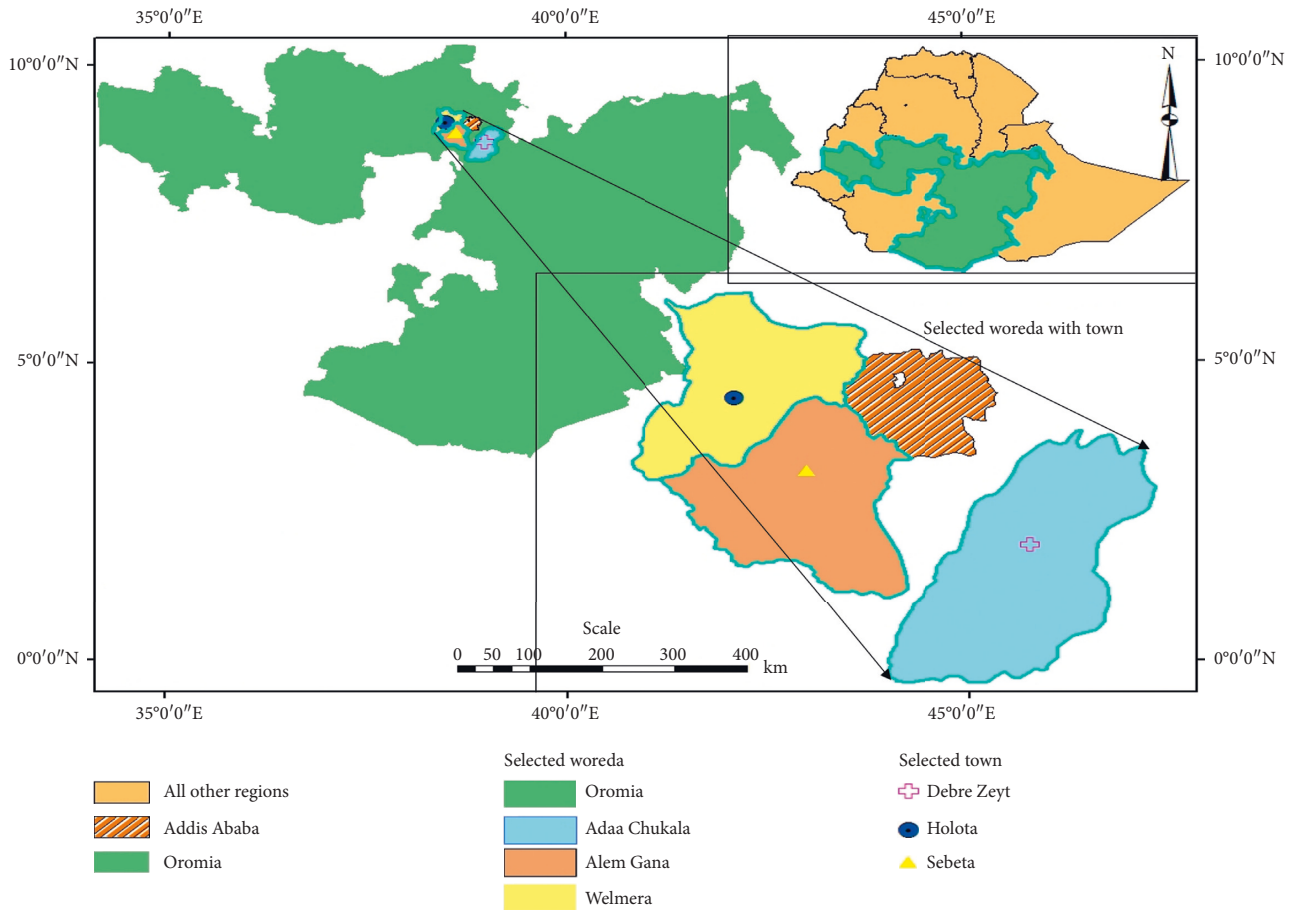 35°0′0″E 40°0′0″E 45°0′0″E
10°0′0″N 10°0′0″N
N
Selected woreda with town
5°0′0″N 5°0′0″N
Scale
0 50 100 200 300 400 km
0°0′0″N 0°0′0″N
35°0′0″E 40°0′0″E 45°0′0″E
All other regions
Addis Ababa
Oromia
Selected woreda
Oromia
Adaa Chukala
Alem Gana
Welmera
Selected town
Debre Zeyt
Holota
Sebeta